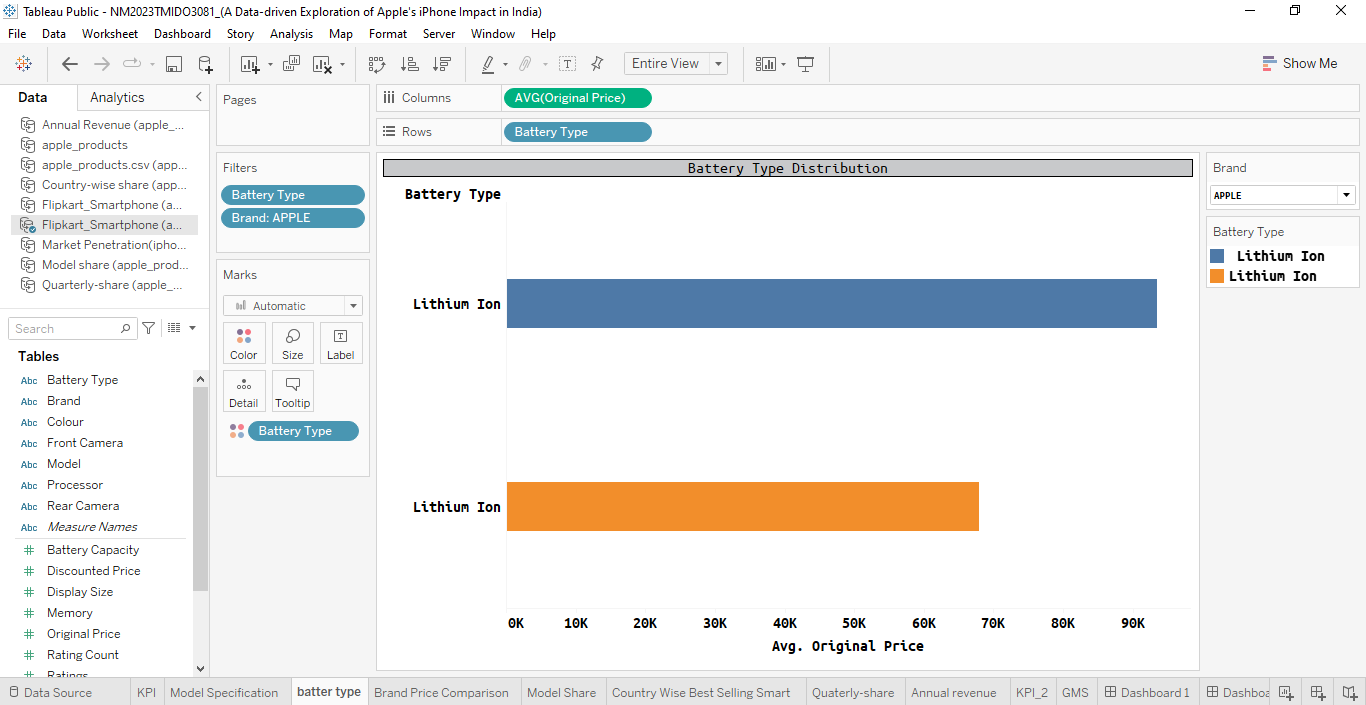 Tableau Public - NM2023TMIDO3081_(A Data-driven Exploration of Apple's iPhone Impact in India)
File Data Worksheet Dashboard Story Analysis Map Format Server Window Help
Entire View
Show Me
Data Analytics
Annual Revenue (apple_...
apple_products
apple_products.csv (app...
Country-wise share (app...
Flipkart_Smartphone (a...
Flipkart_Smartphone (a...
Market Penetration(ipho...
Model share (apple_prod...
Quarterly-share (apple_...
Search
Tables
Abc Battery Type
Abc Brand
Abc Colour
Abc Front Camera
Abc Model
Abc Processor
Abc Rear Camera
Abc Measure Names
# Battery Capacity
# Discounted Price
# Display Size
# Memory
# Original Price
# Rating Count
# Ratings
Pages
Filters
Battery Type
Brand: APPLE
Marks
Automatic
Color Size Label
Detail Tooltip
Battery Type
Columns AVG(Original Price)
Rows Battery Type
Battery Type Distribution
Battery Type
Lithium Ion
Lithium Ion
0K 10K 20K 30K 40K 50K 60K 70K 80K 90K
Avg. Original Price
Brand
APPLE
Battery Type
Lithium Ion
Lithium Ion
Data Source KPI Model Specification batter type Brand Price Comparison Model Share Country Wise Best Selling Smart Quaterly-share Annual revenue KPI_2 GMS Dashboard 1 Dashboa